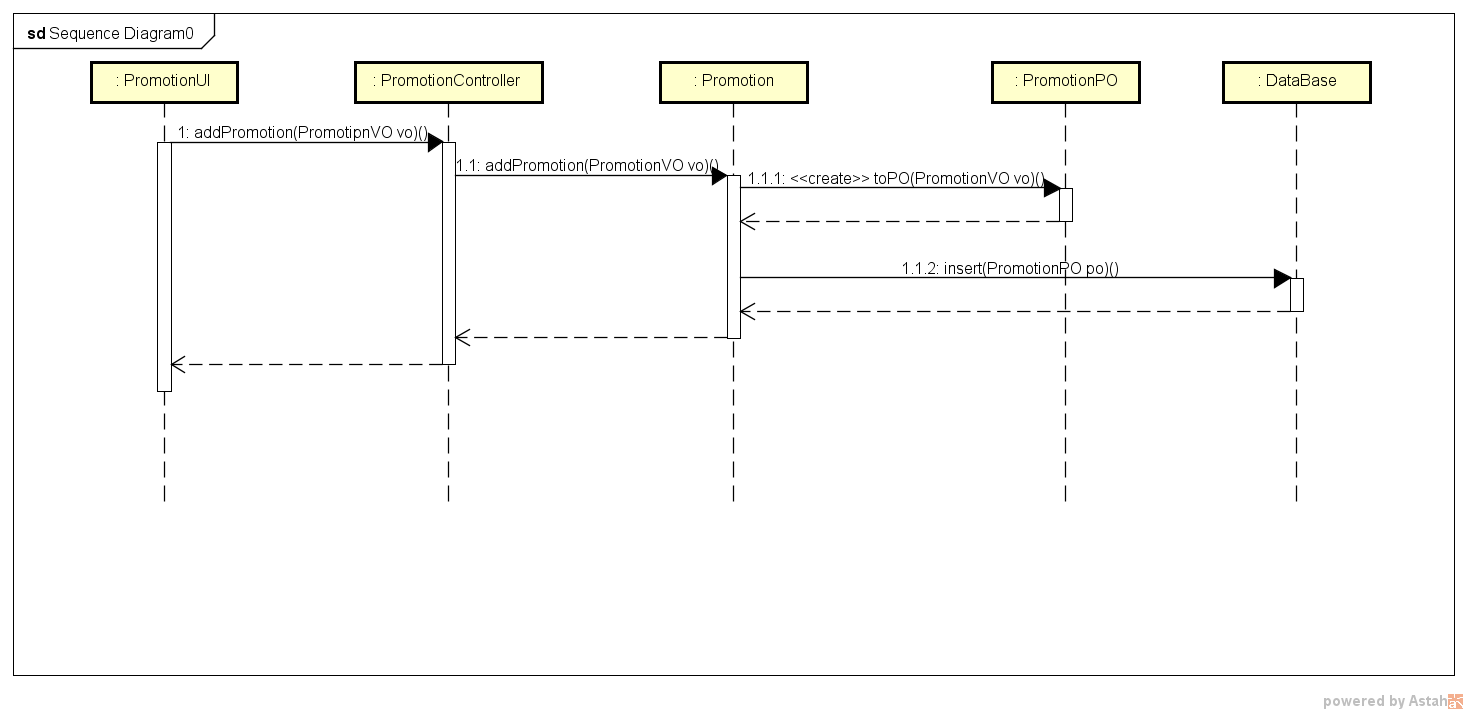 sd Sequence Diagram0
: PromotionUI
: PromotionController
: Promotion
: PromotionPO
: DataBase
1: addPromotion(PromotipnVO vo)()
1.1: addPromotion(PromotionVO vo)()
1.1.1: <<create>> toPO(PromotionVO vo)()
1.1.2: insert(PromotionPO po)()
powered by Astah